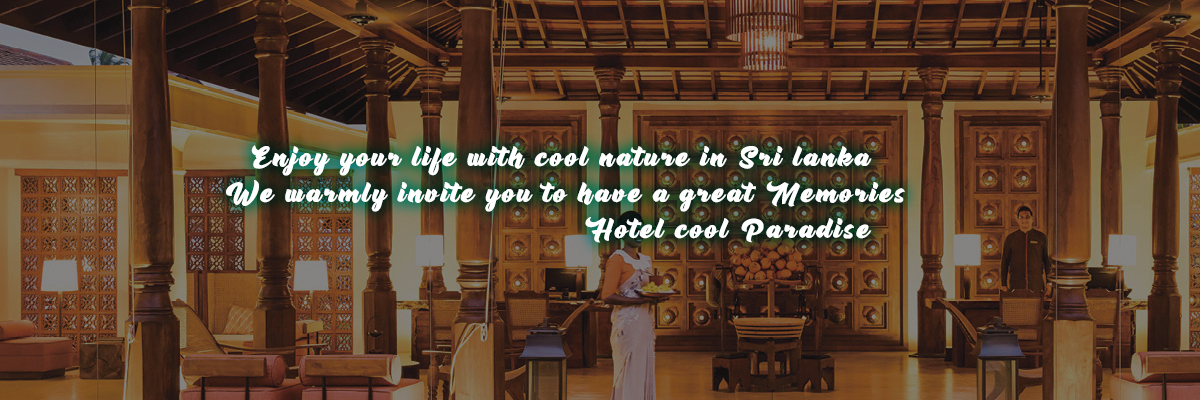 Enjoy your life with cool nature in Sri lanka
We warmly invite you to have a great Memories
Hotel cool Paradise